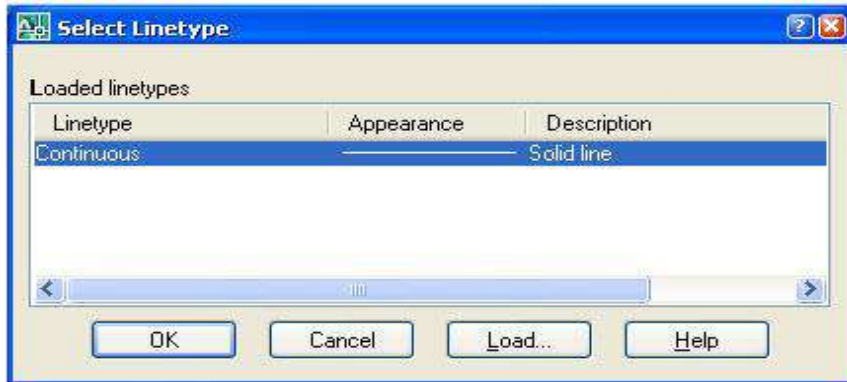 Select Linetype
Loaded linetypes
Linetype Appearance Description
Continuous Solid line
OK Cancel Load... Help